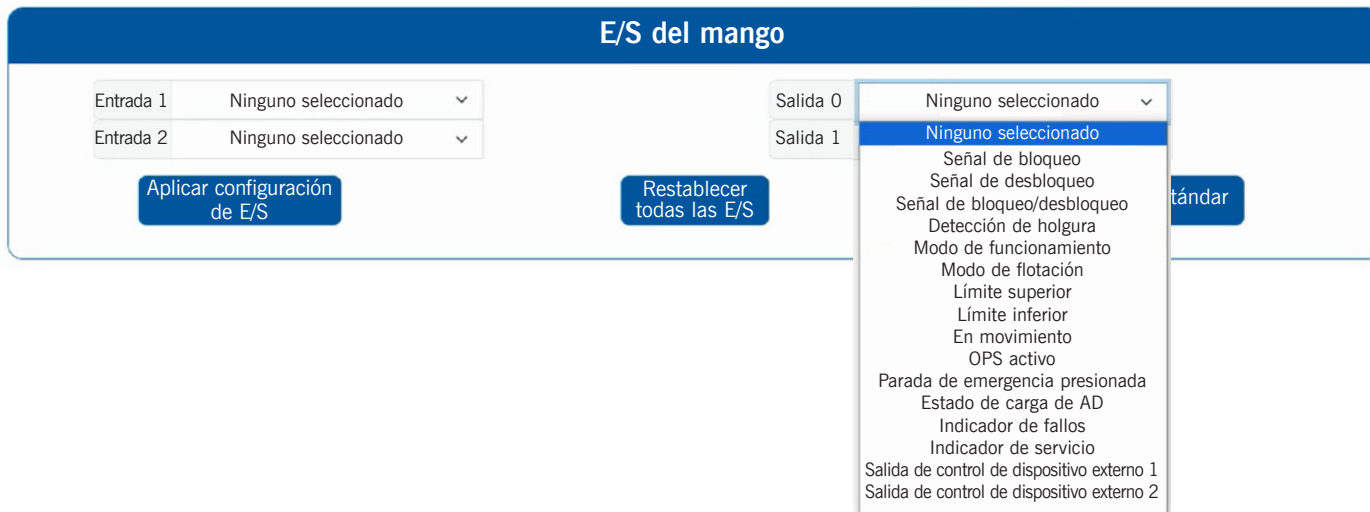 E/S del mango
Entrada 1 Ninguno seleccionado
Entrada 2 Ninguno seleccionado
Aplicar configuración
de E/S
Restablecer
todas las E/S
Salida 0 Ninguno seleccionado
Salida 1
tándar
Ninguno seleccionado
Señal de bloqueo
Señal de desbloqueo
Señal de bloqueo/desbloqueo
Detección de holgura
Modo de funcionamiento
Modo de flotación
Límite superior
Límite inferior
En movimiento
OPS activo
Parada de emergencia presionada
Estado de carga de AD
Indicador de fallos
Indicador de servicio
Salida de control de dispositivo externo 1
Salida de control de dispositivo externo 2